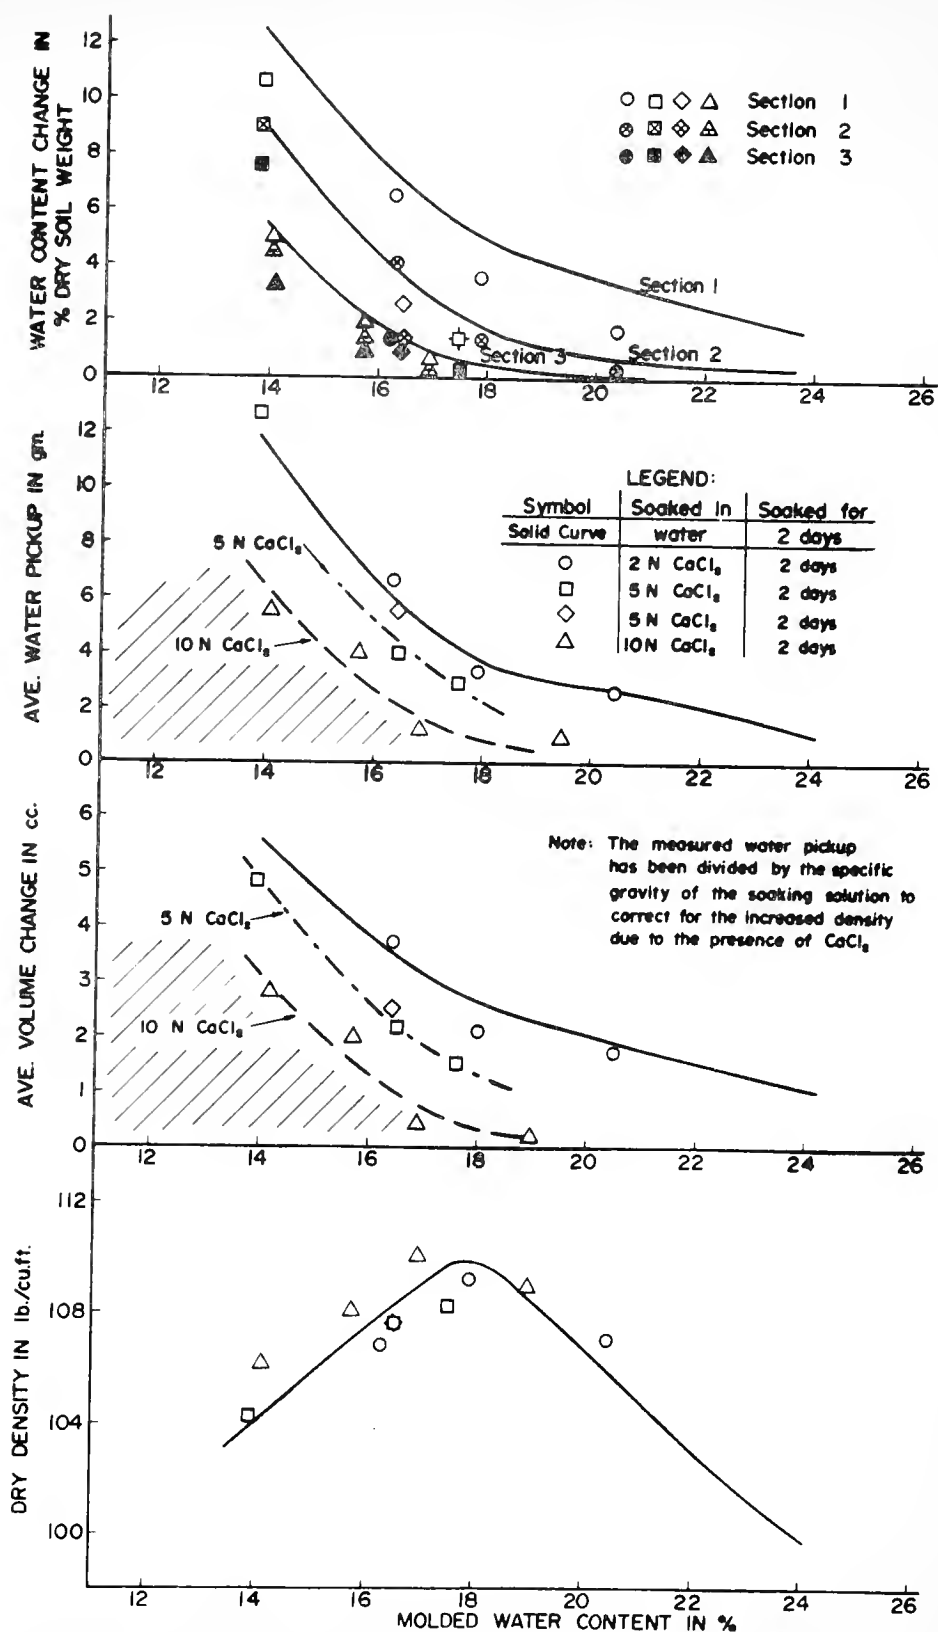 WATER CONTENT CHANGE IN
% DRY SOIL WEIGHT
12
10
8
6
4
2
0
Section 1
Section 2
Section 3
Section 1
Section 2
Section 3
12 14 16 18 20 22 24 26
AVE. WATER PICKUP IN gm.
12
10
8
6
4
2
0
5 N CaCl₂
10 N CaCl₂
LEGEND:
Symbol Soaked in Soaked for
Solid Curve water 2 days
2 N CaCl₂ 2 days
5 N CaCl₂ 2 days
5 N CaCl₂ 2 days
10 N CaCl₂ 2 days
12 14 16 18 20 22 24 26
AVE. VOLUME CHANGE IN cc.
6
5
4
3
2
1
0
5 N CaCl₂
10 N CaCl₂
Note: The measured water pickup
has been divided by the specific
gravity of the soaking solution to
correct for the increased density
due to the presence of CaCl₂
12 14 16 18 20 22 24 26
DRY DENSITY IN lb./cu.ft.
112
108
104
100
12 14 16 18 20 22 24 26
MOLDED WATER CONTENT IN %